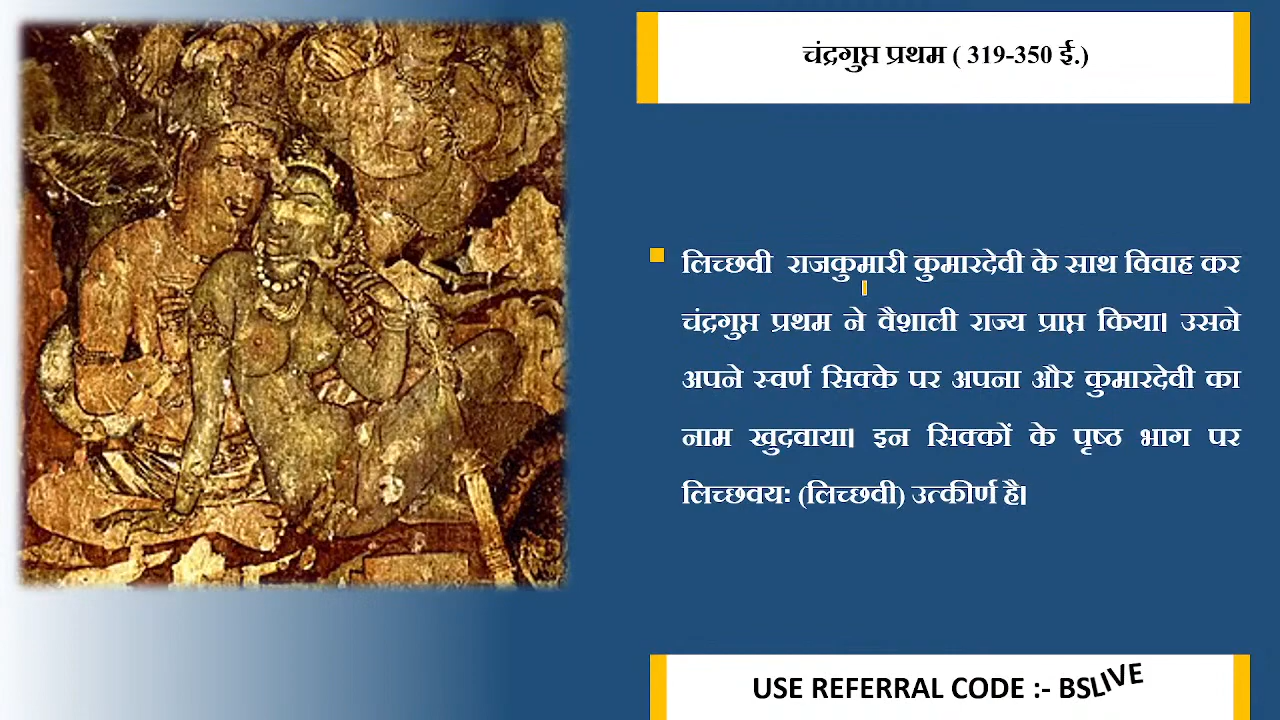 चंद्रगुप्त प्रथम ( 319-350 ई.)
लिच्छवी राजकुमारी कुमारदेवी के साथ विवाह कर
चंद्रगुप्त प्रथम ने वैशाली राज्य प्राप्त किया। उसने
अपने स्वर्ण सिक्के पर अपना और कुमारदेवी का
नाम खुदवाया। इन सिक्कों के पृष्ठ भाग पर
लिच्छवयः (लिच्छवी) उत्कीर्ण है।
USE REFERRAL CODE :- BSLIVE